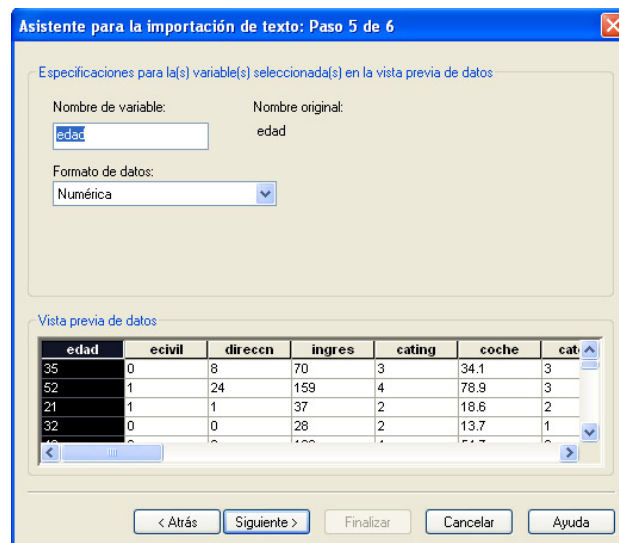 Asistente para la importación de texto: Paso 5 de 6
Especificaciones para la(s) variable(s) seleccionada(s) en la vista previa de datos
Nombre de variable: Nombre original:
edad edad
Formato de datos:
Numérica
Vista previa de datos
edad ecivil direccn ingres cating coche
35 0 8 70 3 34.1 3
52 1 24 159 4 78.9 3
21 1 1 37 2 18.6 2
32 0 0 28 2 13.7 1
< Atrás Siguiente > Finalizar Cancelar Ayuda